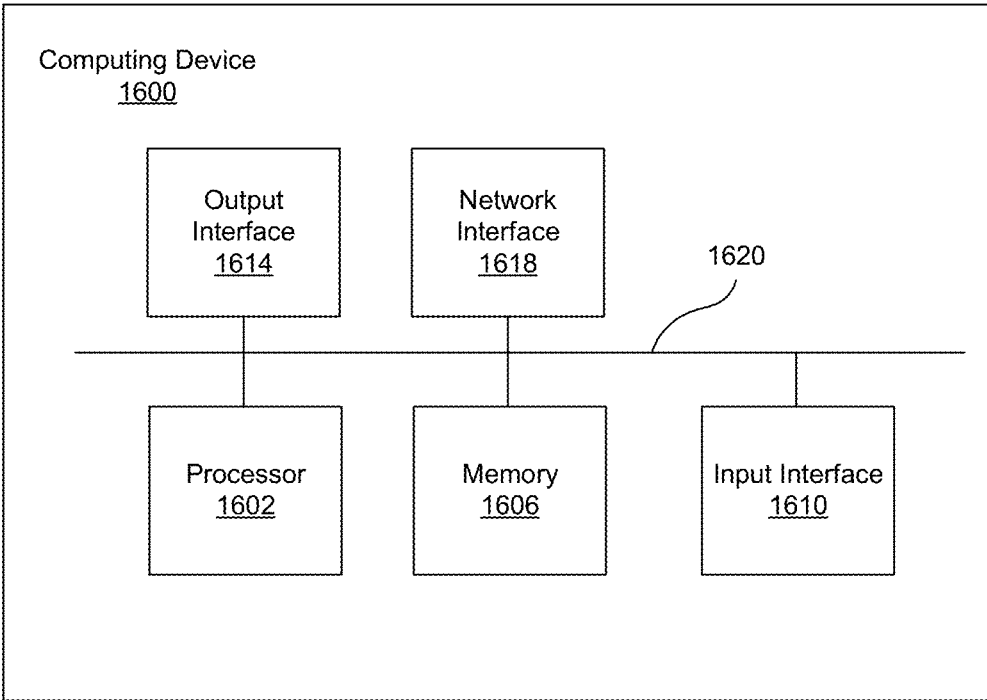 Computing Device
1600
Output
Interface
1614
Network
Interface
1618
1620
Processor
1602
Memory
1606
Input Interface
1610